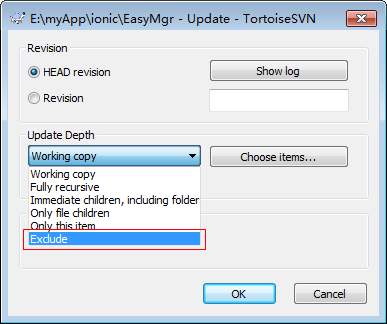 E:\myApp\ionic\EasyMgr - Update - TortoiseSVN
Revision
HEAD revision
Show log
Revision
Update Depth
Working copy
Choose items...
Working copy
Fully recursive
Immediate children, including folder
Only file children
Only this item
Exclude
OK
Cancel